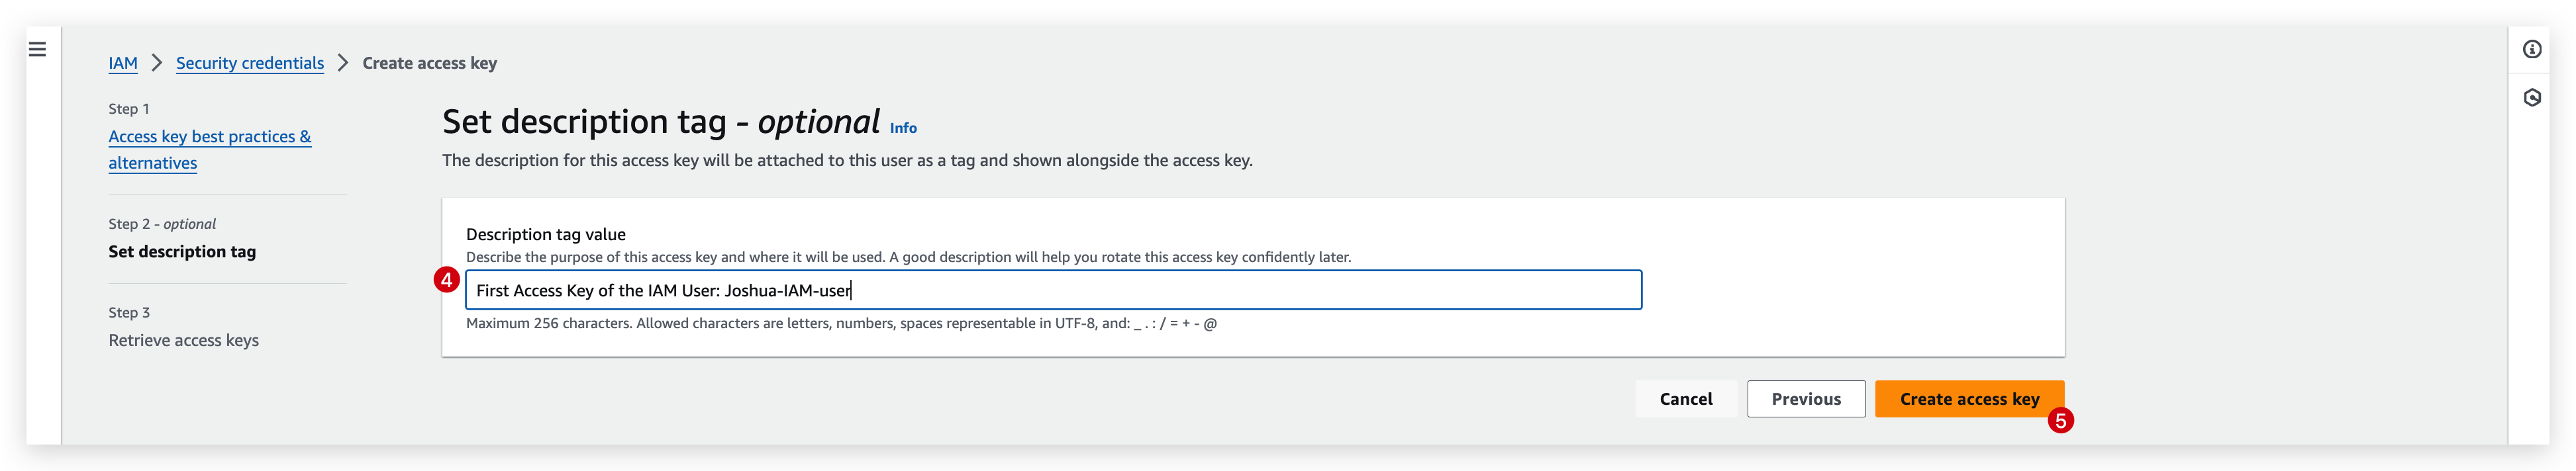 IAM > Security credentials > Create access key
Step 1
Access key best practices &
alternatives
Step 2 - optional
Set description tag
Step 3
Retrieve access keys
Set description tag - optional Info
The description for this access key will be attached to this user as a tag and shown alongside the access key.
Description tag value
Describe the purpose of this access key and where it will be used. A good description will help you rotate this access key confidently later.
4
First Access Key of the IAM User: Joshua-IAM-user
Maximum 256 characters. Allowed characters are letters, numbers, spaces representable in UTF-8, and: _ . : / = + - @
Cancel
Previous
Create access key
5